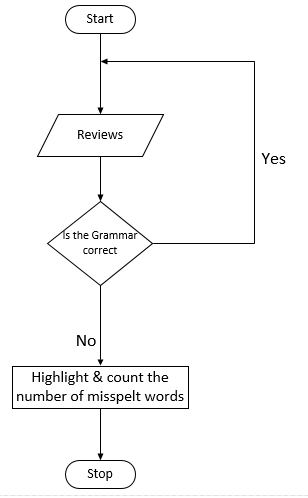 Start
Reviews
Yes
Is the Grammar
correct
No
Highlight & count the
number of misspelt words
Stop